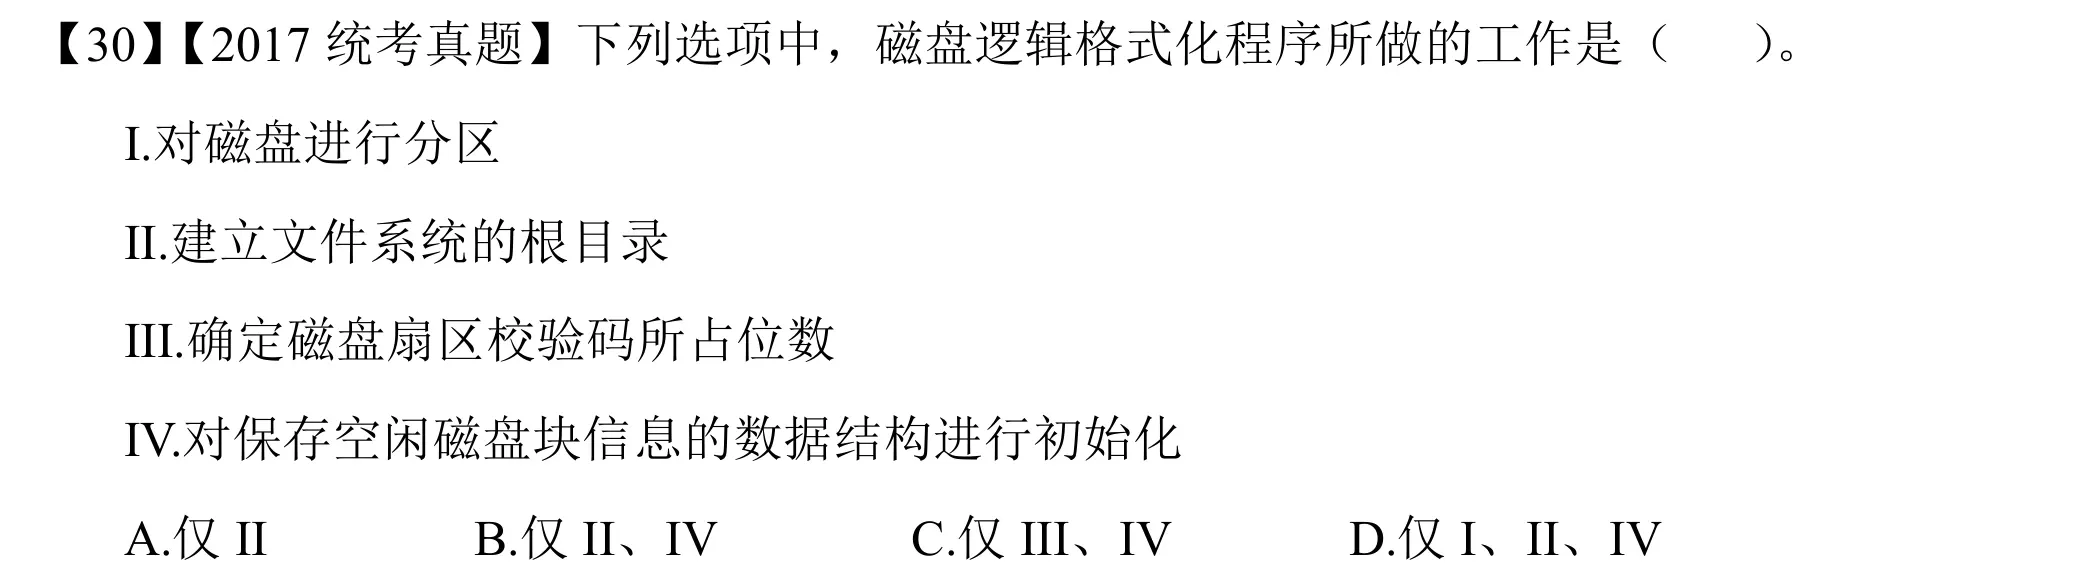 【30】【2017 统考真题】下列选项中，磁盘逻辑格式化程序所做的工作是（　　）。
I.对磁盘进行分区
II.建立文件系统的根目录
III.确定磁盘扇区校验码所占位数
IV.对保存空闲磁盘块信息的数据结构进行初始化
A.仅 II　　B.仅 II、IV　　C.仅 III、IV　　D.仅 I、II、IV